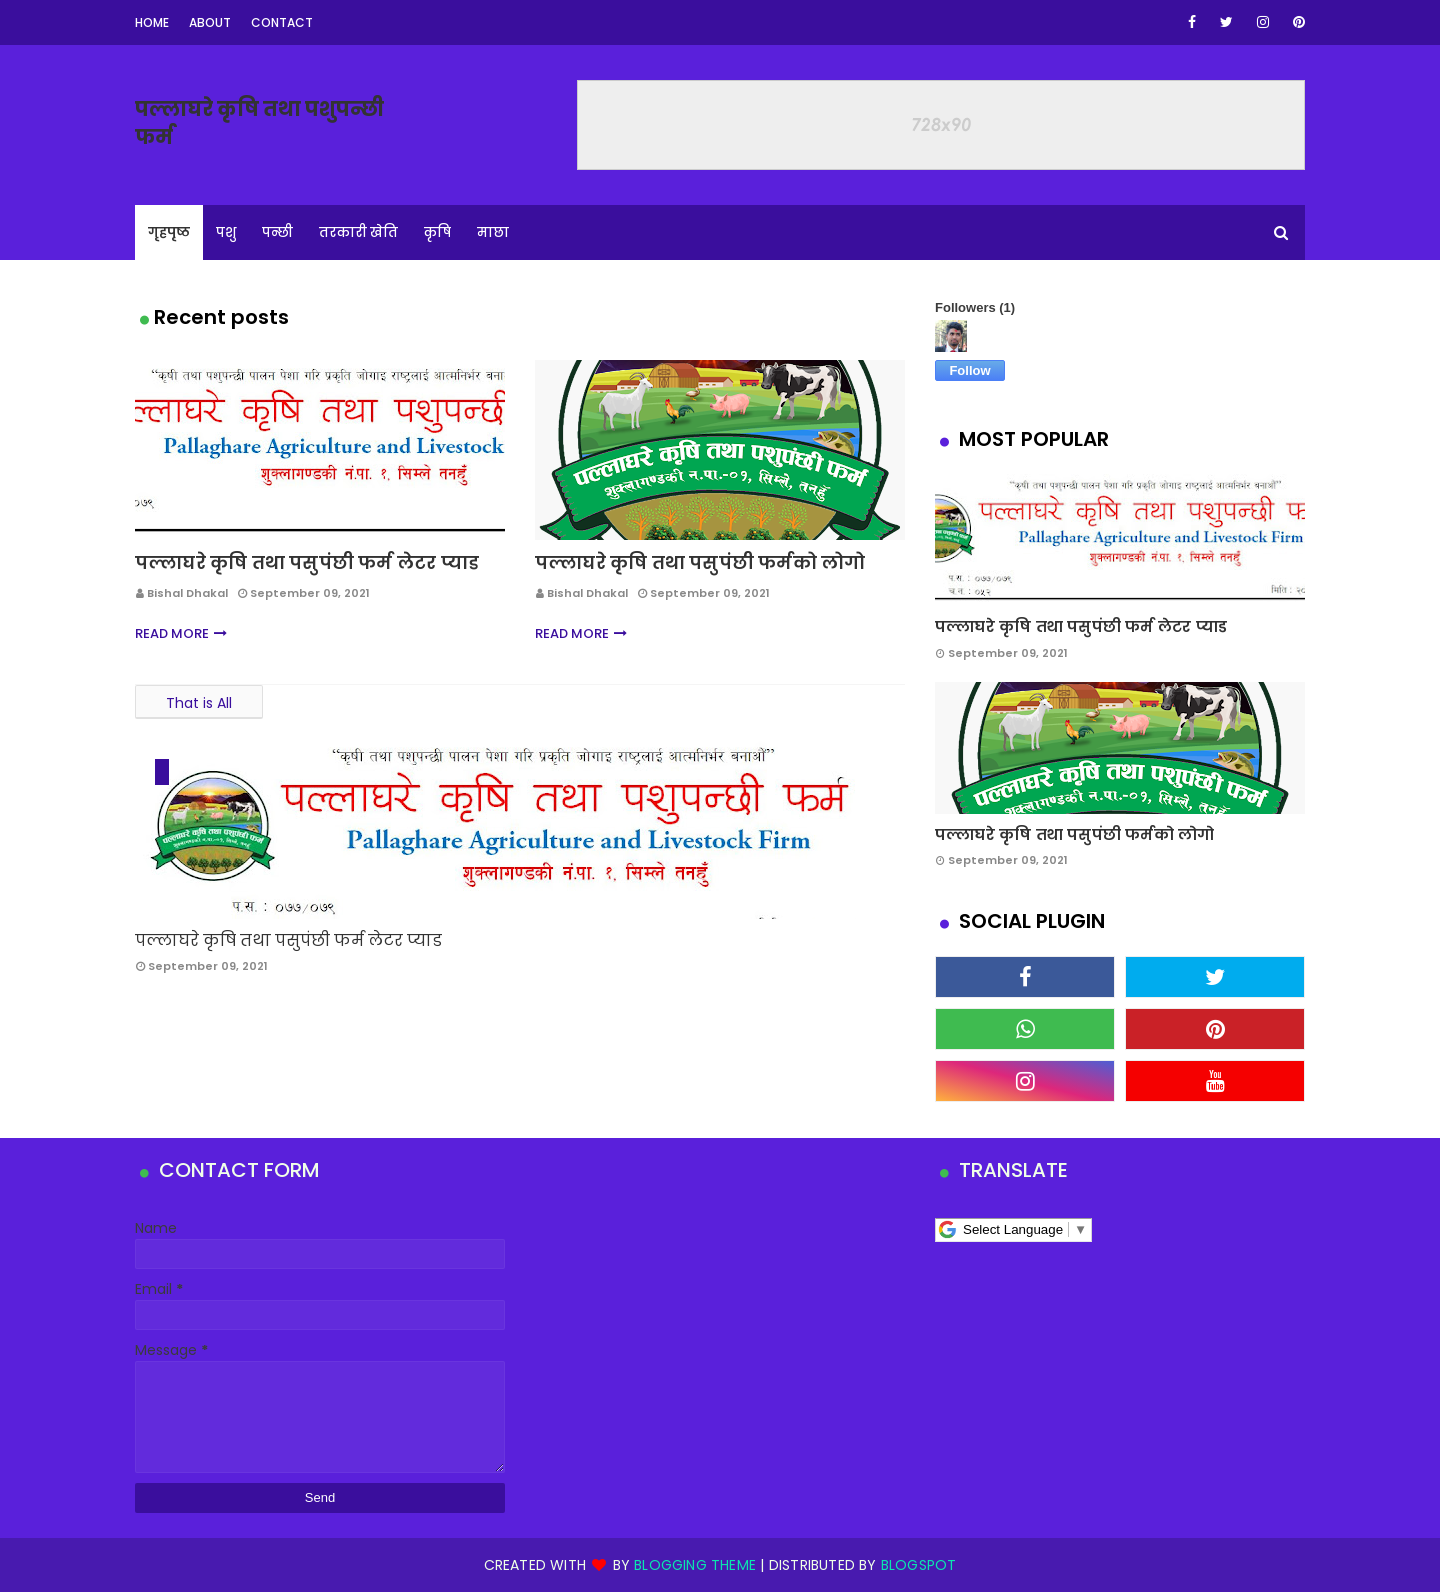 HOME ABOUT CONTACT
पल्लाघरे कृषि तथा पशुपन्छी
फर्म
728x90
गृहपृष्ठ पशु पन्छी तरकारी खेति कृषि माछा
Recent posts
“कृषी तथा पशुपन्छी पालन पेशा गरि प्रकृति जोगाइ राष्ट्रलाई आत्मनिर्भर बना
ल्लाघरे कृषि तथा पशुपन्छी
Pallaghare Agriculture and Livestock
शुक्लागण्डकी नं.पा. १, सिम्ले तनहुँ
०७९
पल्लाघरे कृषि तथा पसुपंछी फर्म लेटर प्याड
Bishal Dhakal September 09, 2021
READ MORE
पल्लाघरे कृषि तथा पशुपंछी फर्म
शुक्लागण्डकी न.पा.-०१, सिम्ले, तनहुँ
पल्लाघरे कृषि तथा पसुपंछी फर्मको लोगो
Bishal Dhakal September 09, 2021
READ MORE
That is All
“कृषी तथा पशुपन्छी पालन पेशा गरि प्रकृति जोगाइ राष्ट्रलाई आत्मनिर्भर बनाऔं”
पल्लाघरे कृषि तथा पशुपन्छी फर्म
Pallaghare Agriculture and Livestock Firm
शुक्लागण्डकी नं.पा. १, सिम्ले तनहुँ
प.स. : ०७७/०७९
पल्लाघरे कृषि तथा पसुपंछी फर्म लेटर प्याड
September 09, 2021
Followers (1)
Follow
MOST POPULAR
“कृषी तथा पशुपन्छी पालन पेशा गरि प्रकृति जोगाइ राष्ट्रलाई आत्मनिर्भर बनाऔं”
पल्लाघरे कृषि तथा पशुपन्छी फ
Pallaghare Agriculture and Livestock Firm
शुक्लागण्डकी नं.पा. १, सिम्ले तनहुँ
प.स. : ०७७/०७९
च.न. : ०५२ मिति : २०
पल्लाघरे कृषि तथा पसुपंछी फर्म लेटर प्याड
September 09, 2021
पल्लाघरे कृषि तथा पशुपंछी फर्म
शुक्लागण्डकी न.पा.-०१, सिम्ले, तनहुँ
पल्लाघरे कृषि तथा पसुपंछी फर्मको लोगो
September 09, 2021
SOCIAL PLUGIN
You
Tube
CONTACT FORM
Name
Email *
Message *
Send
TRANSLATE
Select Language ▼
CREATED WITH BY BLOGGING THEME | DISTRIBUTED BY BLOGSPOT